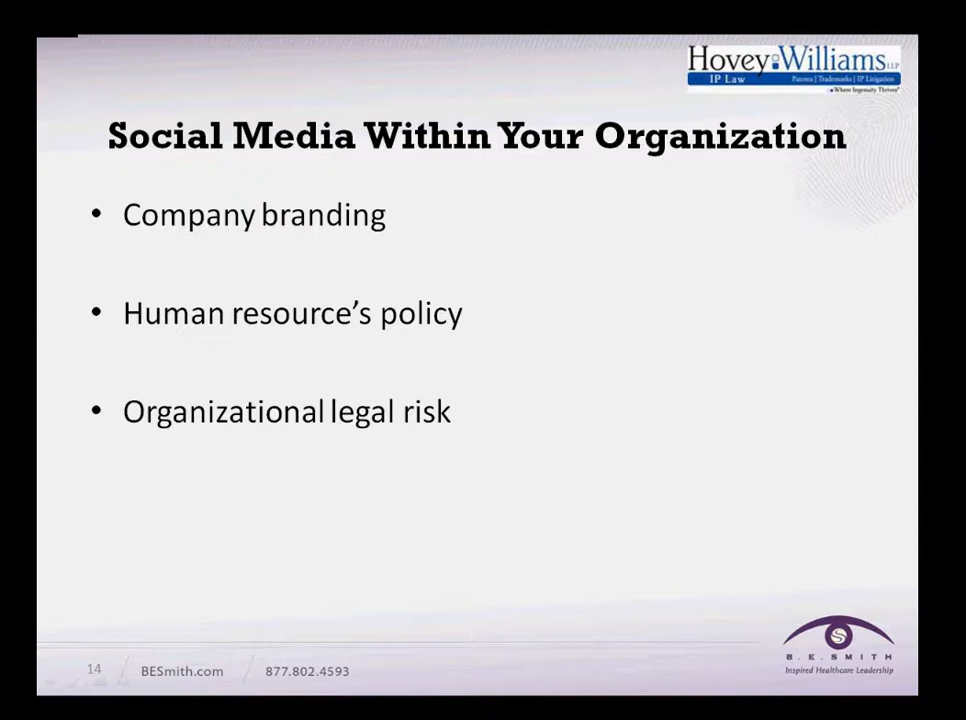 Hovey Williams LLP
IP Law Patents | Trademarks | IP Litigation
Where Ingenuity Thrives®
Social Media Within Your Organization
• Company branding
• Human resource’s policy
• Organizational legal risk
14 / BESmith.com / 877.802.4593
B. E. SMITH
Inspired Healthcare Leadership